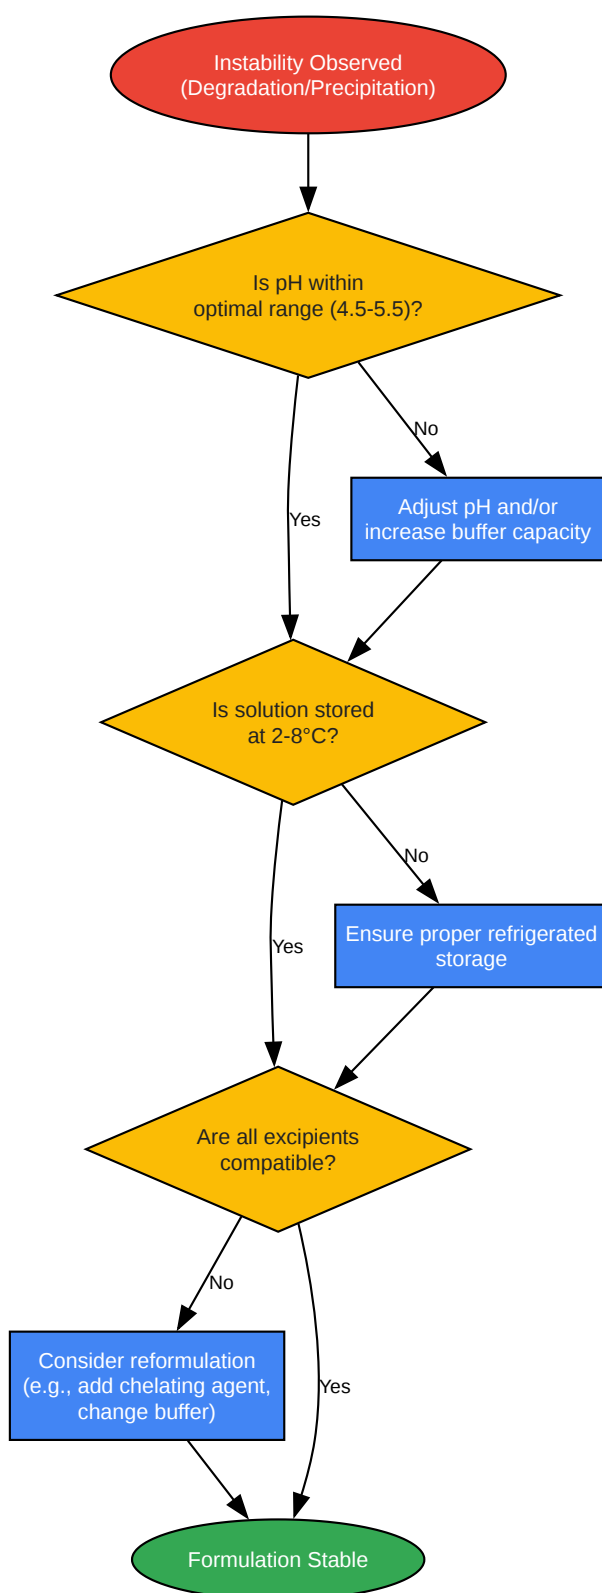 Instability Observed
(Degradation/Precipitation)
Is pH within
optimal range (4.5-5.5)?
No
Adjust pH and/or
increase buffer capacity
Yes
Is solution stored
at 2-8°C?
No
Ensure proper refrigerated
storage
Yes
Are all excipients
compatible?
No
Consider reformulation
(e.g., add chelating agent,
change buffer)
Yes
Formulation Stable